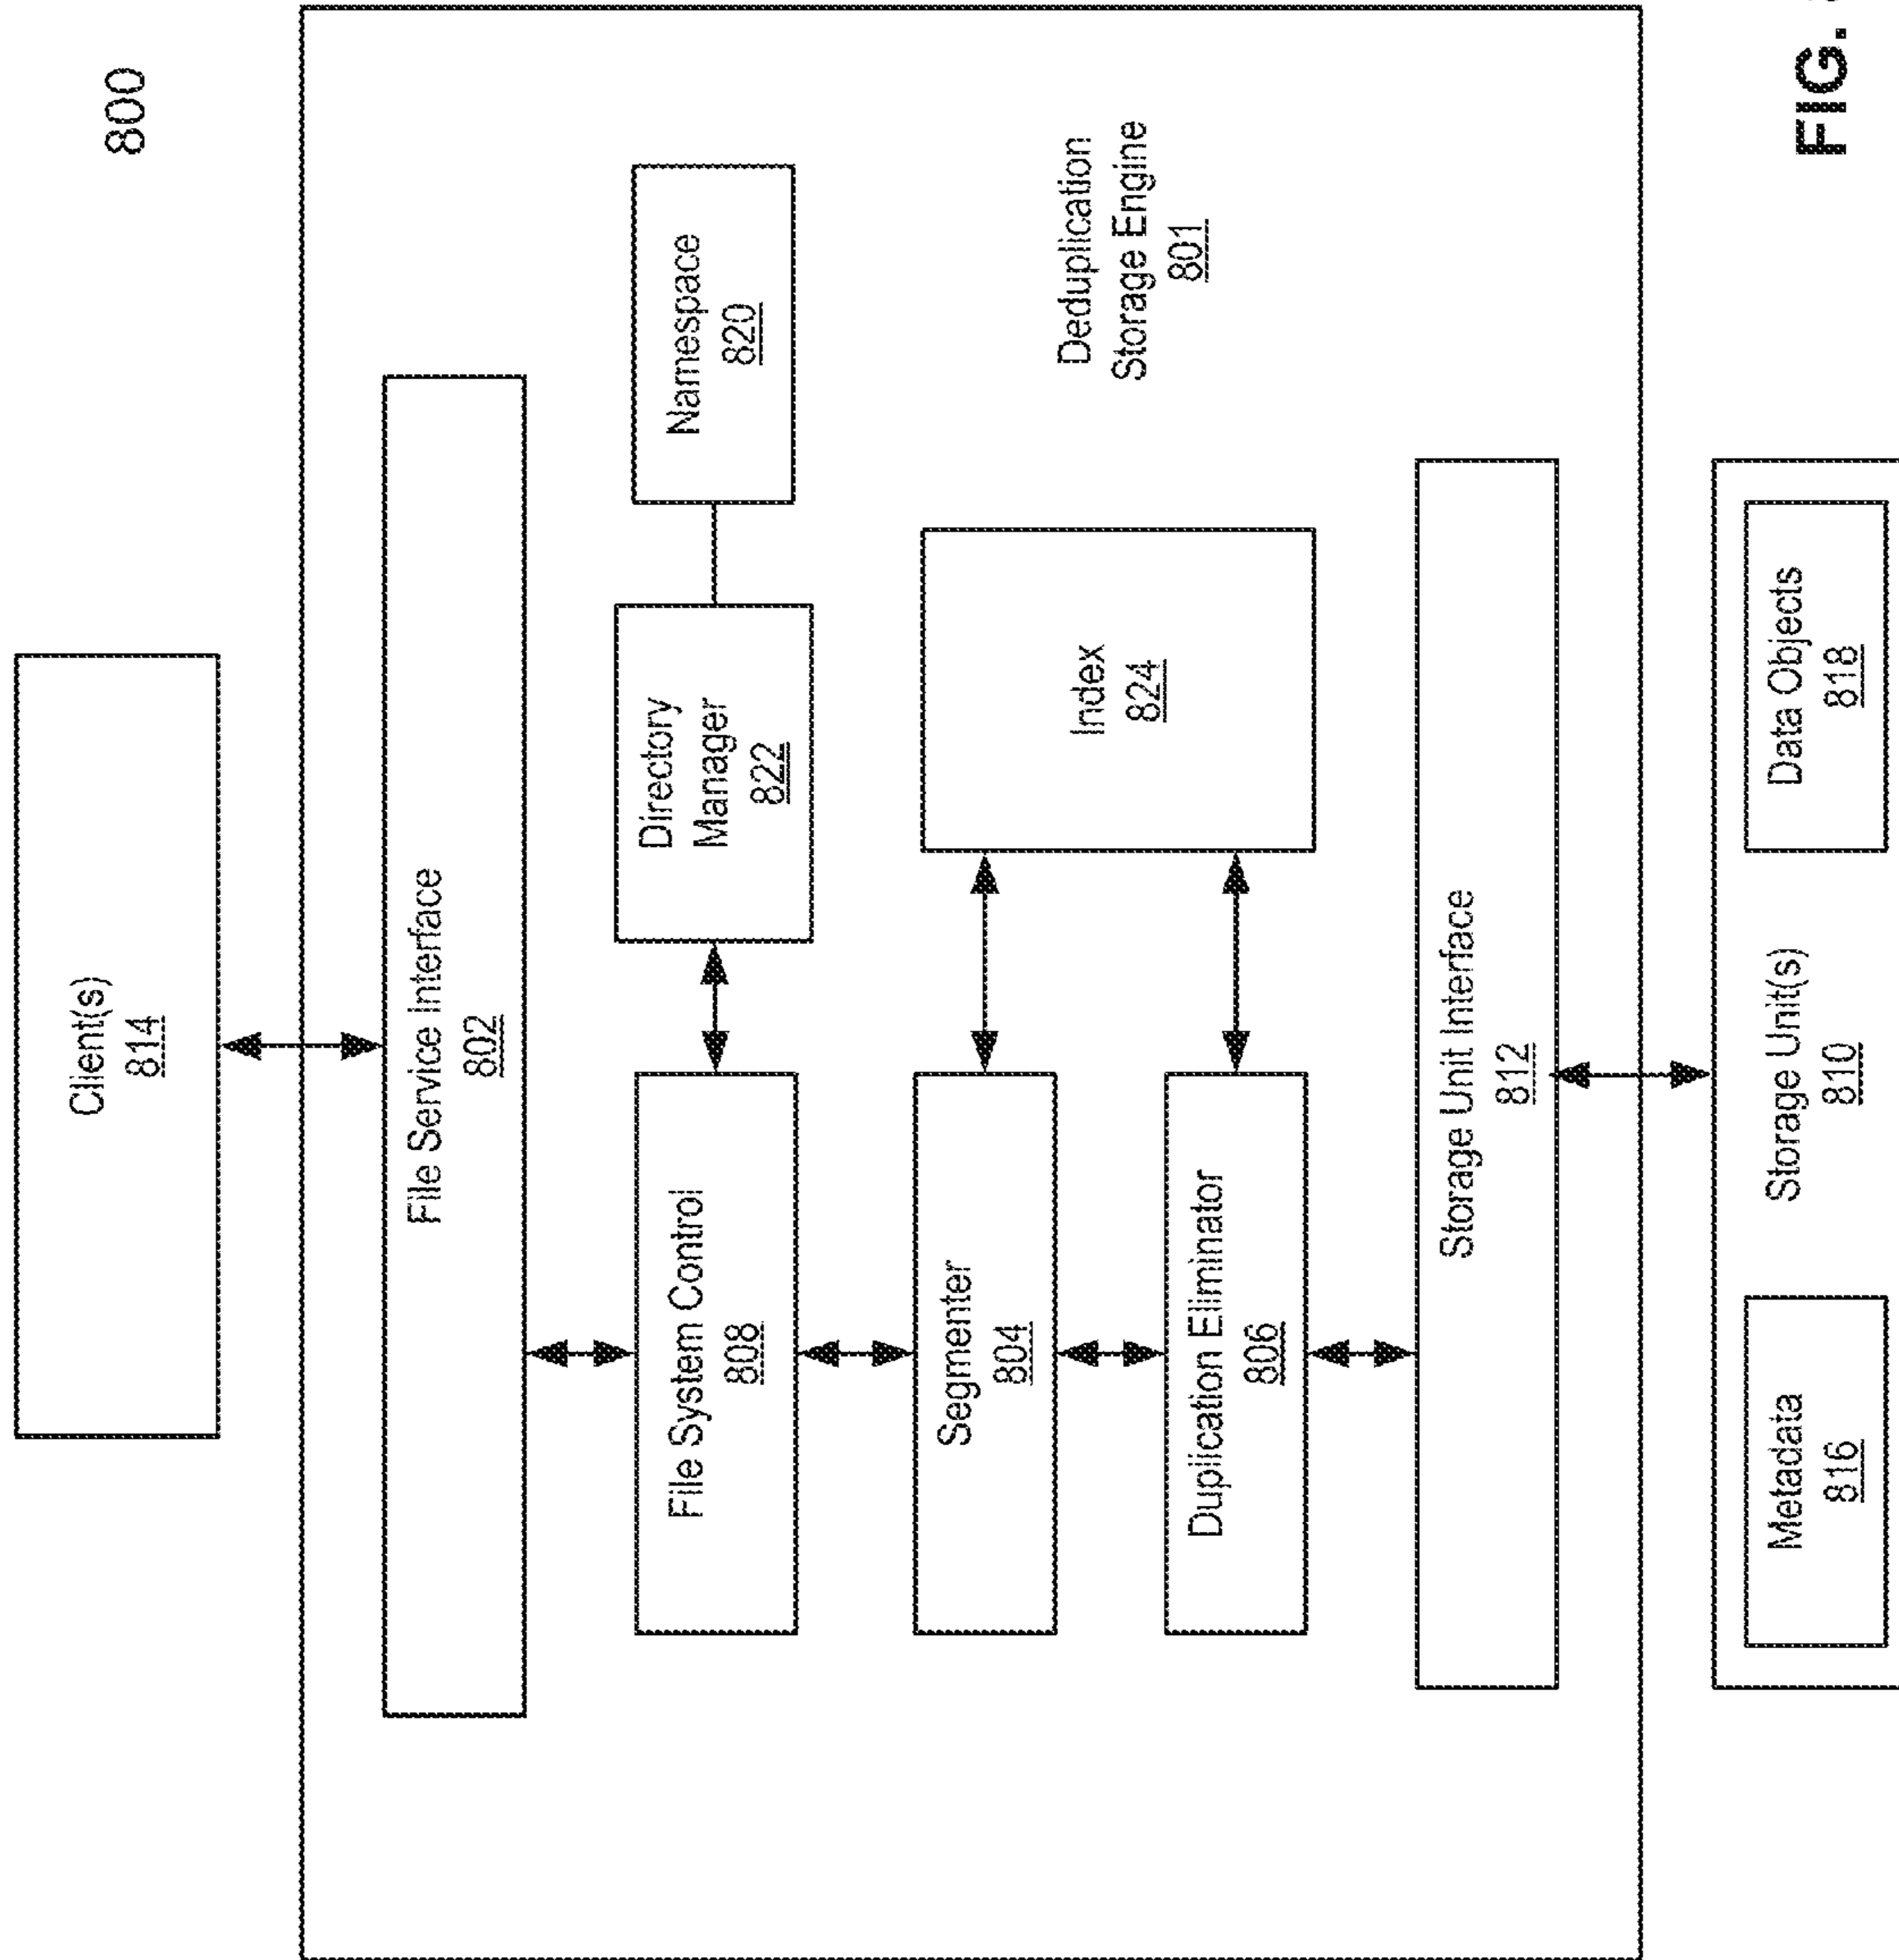 800
Client(s)
814
File Service Interface
802
File System Control
808
Directory
Manager
822
Namespace
820
Segmenter
804
Index
824
Duplication Eliminator
806
Deduplication
Storage Engine
801
Storage Unit Interface
812
Metadata
816
Storage Unit(s)
810
Data Objects
818
FIG.